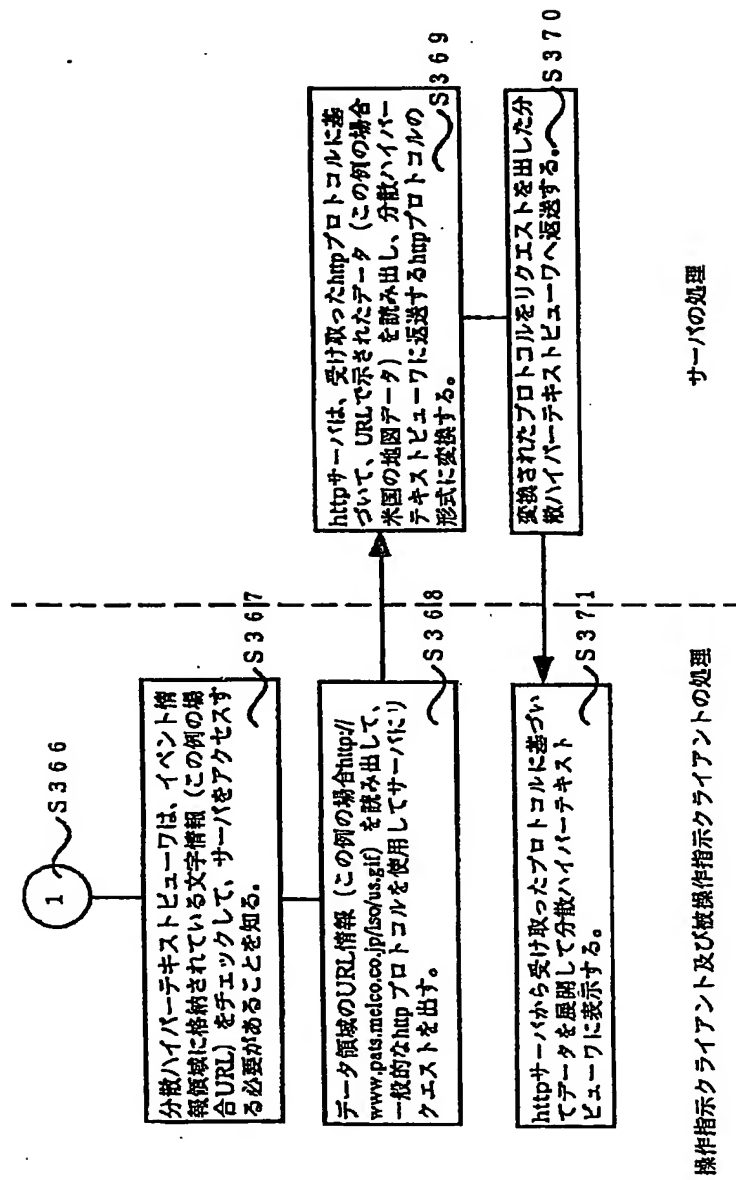 1
S366
分散ハイパーテキストビューワは、イベント情
報領域に格納されている文字情報（この例の場
合URL）をチェックして、サーバをアクセスす
る必要があることを知る。
S367
データ領域のURL情報（この例の場合http://
www.pats.melco.co.jp/iso/us.gif）を読み出して、
一般的なhttp プロトコルを使用してサーバにリ
クエストを出す。
S368
httpサーバは、受け取ったhttpプロトコルに基
づいて、URLで示されたデータ（この例の場合
米国の地図データ）を読み出し、分散ハイパー
テキストビューワに返送するhttpプロトコルの
形式に変換する。
S369
変換されたプロトコルをリクエストを出した分
散ハイパーテキストビューワへ返送する。
S370
httpサーバから受け取ったプロトコルに基づい
てデータを展開して分散ハイパーテキスト
ビューワに表示する。
S371
操作指示クライアント及び被操作指示クライアントの処理
サーバの処理